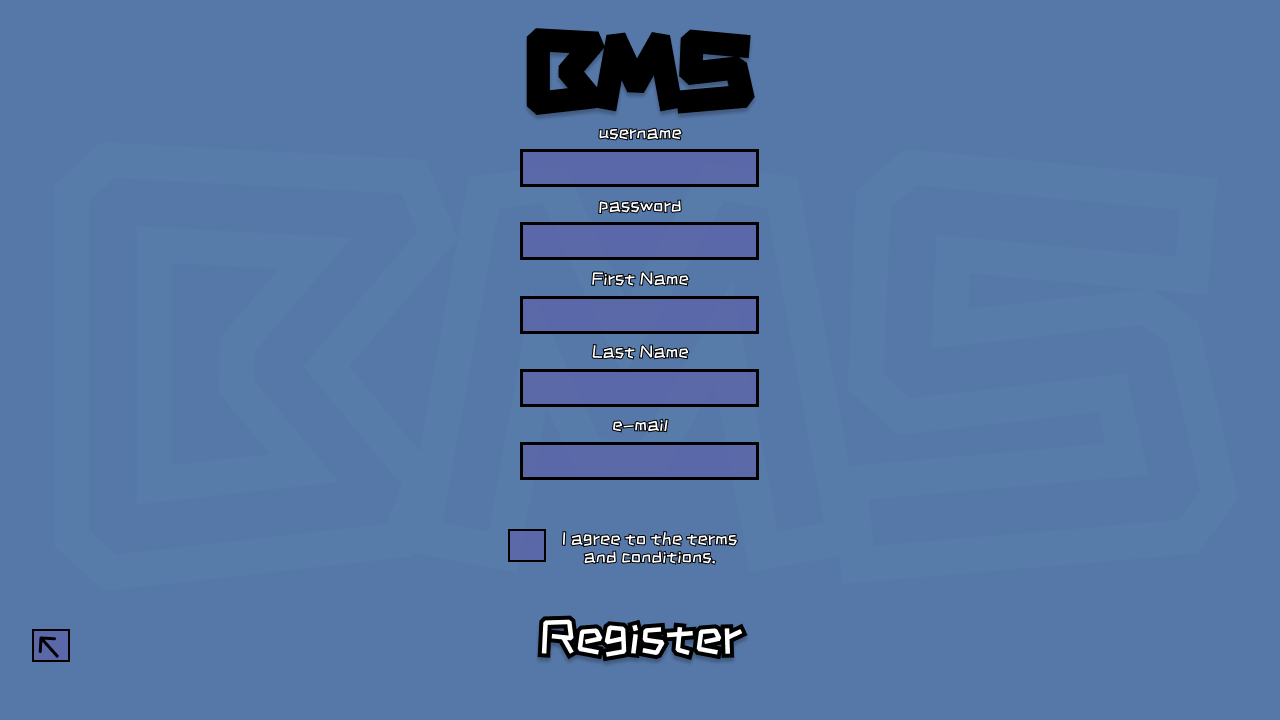 BMS
username
password
First Name
Last Name
e-mail
I agree to the terms
and conditions.
Register